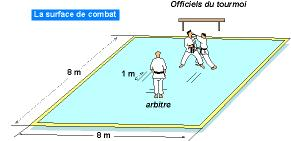 Officiels du tournoi
La surface de combat
8 m
1 m
arbitre
8 m